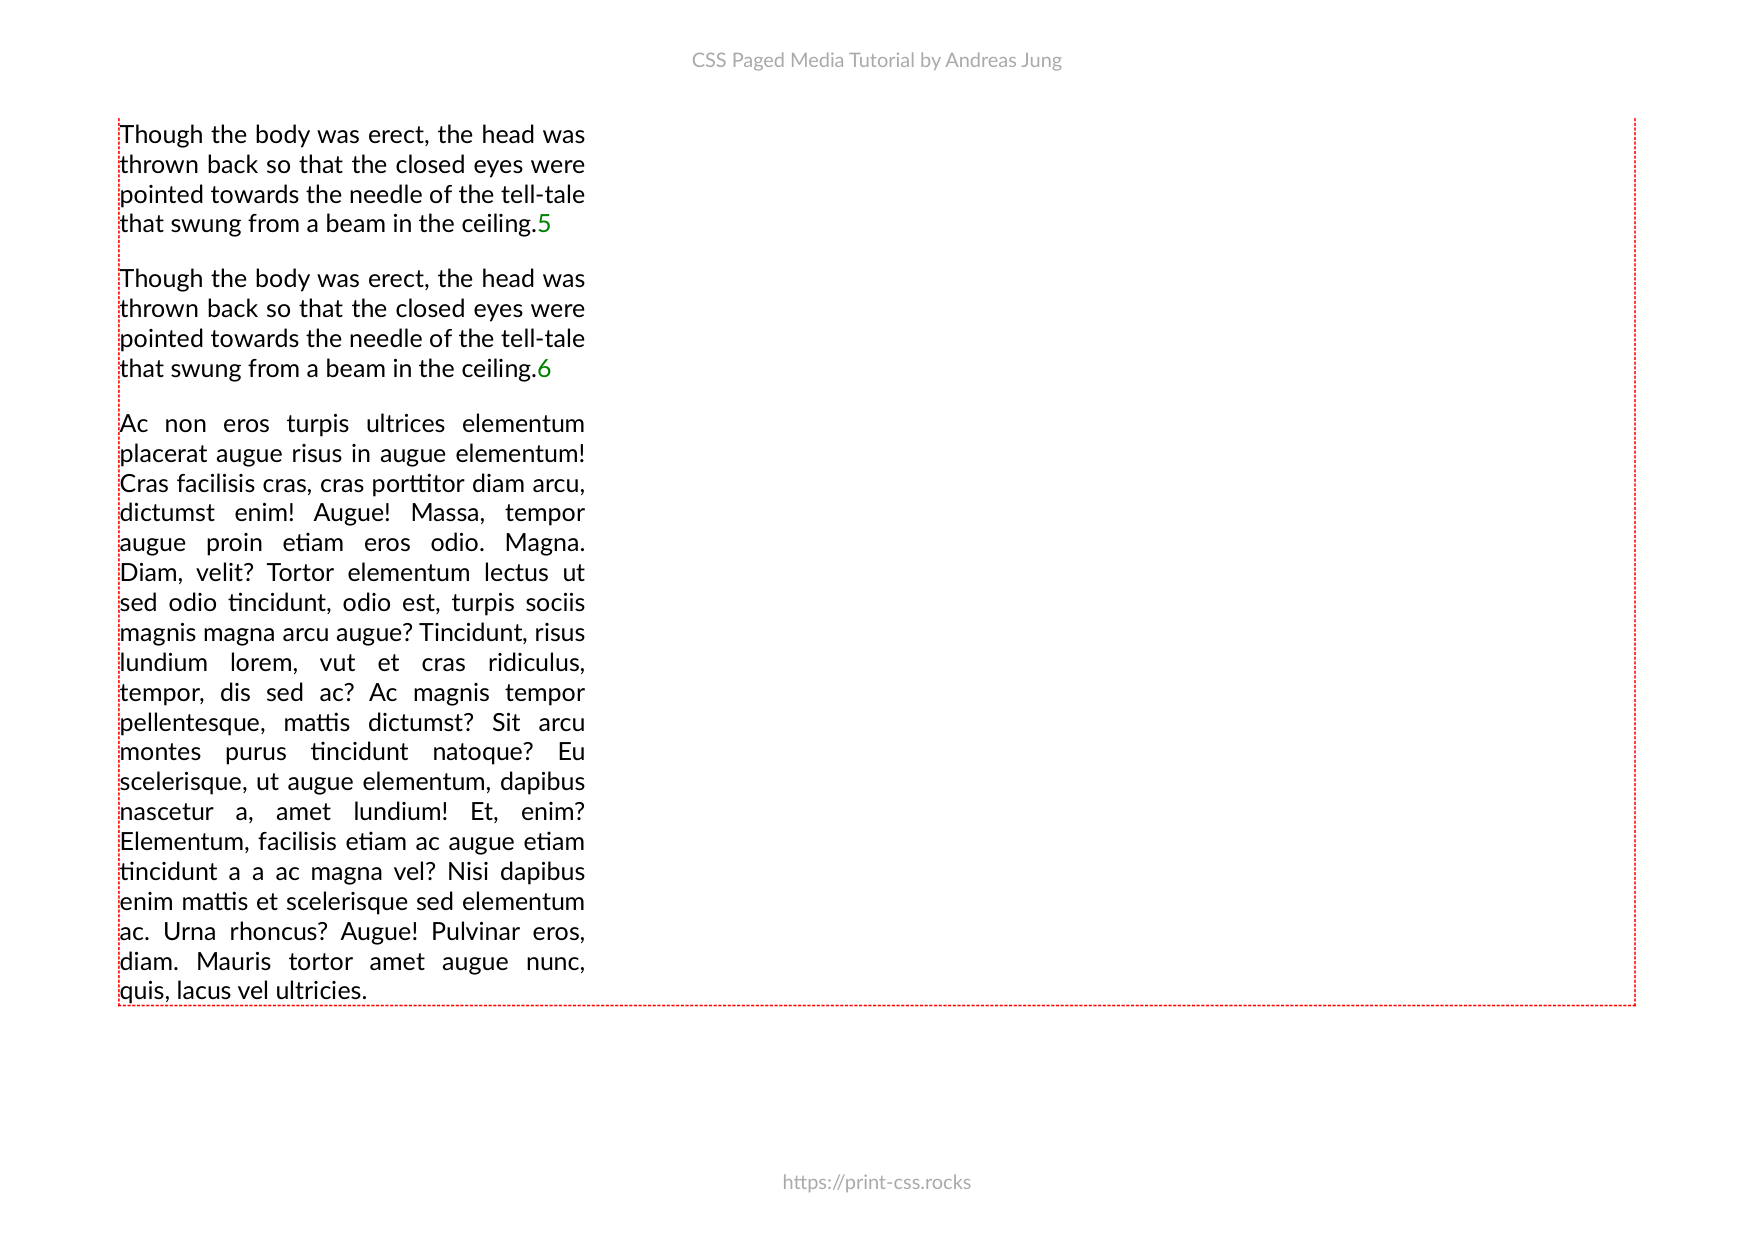 CSS Paged Media Tutorial by Andreas Jung
Though the body was erect, the head was
thrown back so that the closed eyes were
pointed towards the needle of the tell-tale
that swung from a beam in the ceiling.5
Though the body was erect, the head was
thrown back so that the closed eyes were
pointed towards the needle of the tell-tale
that swung from a beam in the ceiling.6
Ac non eros turpis ultrices elementum
placerat augue risus in augue elementum!
Cras facilisis cras, cras porttitor diam arcu,
dictumst enim! Augue! Massa, tempor
augue proin etiam eros odio. Magna.
Diam, velit? Tortor elementum lectus ut
sed odio tincidunt, odio est, turpis sociis
magnis magna arcu augue? Tincidunt, risus
lundium lorem, vut et cras ridiculus,
tempor, dis sed ac? Ac magnis tempor
pellentesque, mattis dictumst? Sit arcu
montes purus tincidunt natoque? Eu
scelerisque, ut augue elementum, dapibus
nascetur a, amet lundium! Et, enim?
Elementum, facilisis etiam ac augue etiam
tincidunt a a ac magna vel? Nisi dapibus
enim mattis et scelerisque sed elementum
ac. Urna rhoncus? Augue! Pulvinar eros,
diam. Mauris tortor amet augue nunc,
quis, lacus vel ultricies.
https://print-css.rocks